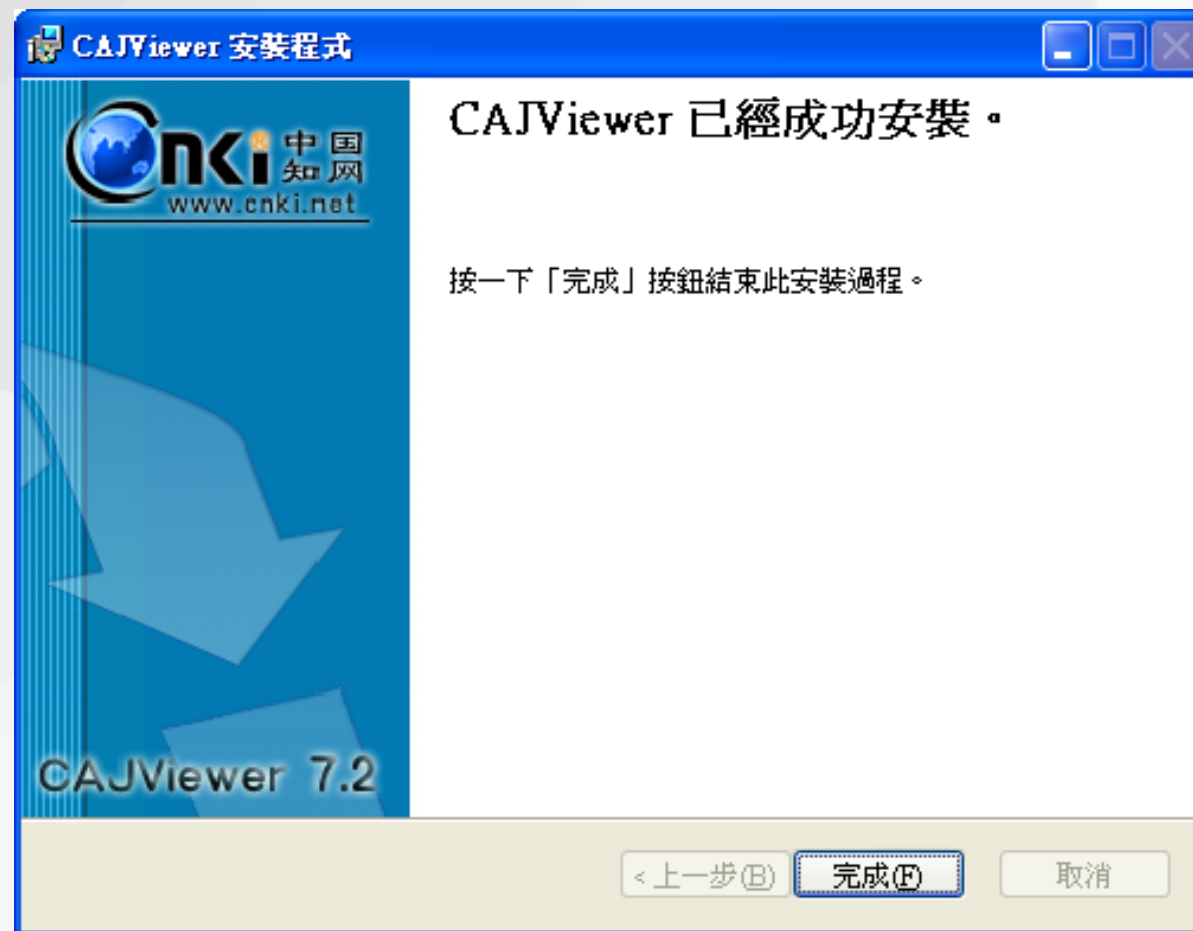 CAJViewer 安裝程式
Cnki 中国知网
www.cnki.net
CAJViewer 已經成功安裝。
按一下「完成」按鈕結束此安裝過程。
CAJViewer 7.2
<上一步(B)
完成(F)
取消